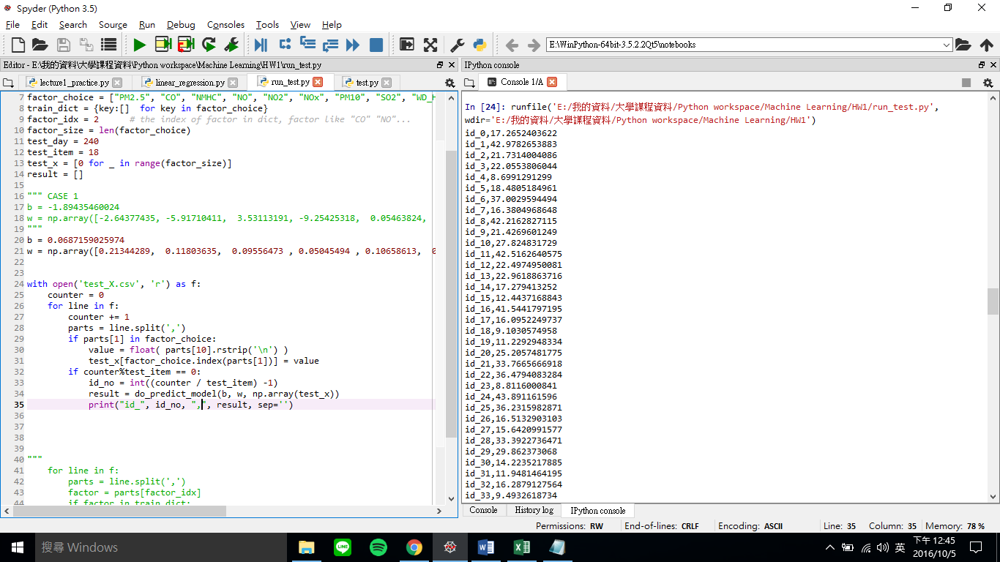 Spyder (Python 3.5)
File Edit Search Source Run Debug Consoles Tools View Help
E:\WinPython-64bit-3.5.2.2Qt5\notebooks
Editor - E:\我的資料\大學課程資料\Python workspace\Machine Learning\HW1\run_test.py
lecture1_practice.py linear_regression.py run_test.py test.py
7 factor_choice = ["PM2.5", "CO", "NMHC", "NO", "NO2", "NOx", "PM10", "SO2", "WD_H
8 train_dict = {key:[]  for key in factor_choice}
9 factor_idx = 2      # the index of factor in dict, factor like "CO" "NO"...
10 factor_size = len(factor_choice)
11 test_day = 240
12 test_item = 18
13 test_x = [0 for _ in range(factor_size)]
14 result = []
15
16 """ CASE 1
17 b = -1.89435460024
18 w = np.array([-2.64377435, -5.91710411,  3.53113191, -9.25425318,  0.05463824,
19 """
20 b = 0.0687159025974
21 w = np.array([0.21344289,  0.11803635,  0.09556473 , 0.05045494 , 0.10658613,  0
22
23
24 with open('test_X.csv', 'r') as f:
25     counter = 0
26     for line in f:
27         counter += 1
28         parts = line.split(',')
29         if parts[1] in factor_choice:
30             value = float( parts[10].rstrip('\n') )
31             test_x[factor_choice.index(parts[1])] = value
32         if counter%test_item == 0:
33             id_no = int((counter / test_item) -1)
34             result = do_predict_model(b, w, np.array(test_x))
35             print("id_", id_no, ",", result, sep='')
36
37
38
39
40 """
41     for line in f:
42         parts = line.split(',')
43         factor = parts[factor_idx]
44         if factor in train_dict:
IPython console
Console 1/A
In [24]: runfile('E:/我的資料/大學課程資料/Python workspace/Machine Learning/HW1/run_test.py',
wdir='E:/我的資料/大學課程資料/Python workspace/Machine Learning/HW1')
id_0,17.2652403622
id_1,42.9782653883
id_2,21.7314004086
id_3,22.0553806044
id_4,8.6991291299
id_5,18.4805184961
id_6,37.0029594494
id_7,16.3804968648
id_8,42.2162827115
id_9,21.4269601249
id_10,27.824831729
id_11,42.5162640575
id_12,22.4974950081
id_13,22.9618863716
id_14,17.279413252
id_15,12.4437168843
id_16,41.5441797195
id_17,16.0952249737
id_18,9.1030574958
id_19,11.2292948334
id_20,25.2057481775
id_21,33.7665666918
id_22,36.4794083284
id_23,8.8116000841
id_24,43.891161596
id_25,36.2315982871
id_26,16.5132903103
id_27,15.6420991577
id_28,33.3922736471
id_29,29.862373068
id_30,14.2235217885
id_31,11.9481464195
id_32,16.2879127564
id_33,9.4932618734
Console History log IPython console
Permissions: RW End-of-lines: CRLF Encoding: ASCII Line: 35 Column: 35 Memory: 78 %
搜尋 Windows
英
下午 12:45
2016/10/5